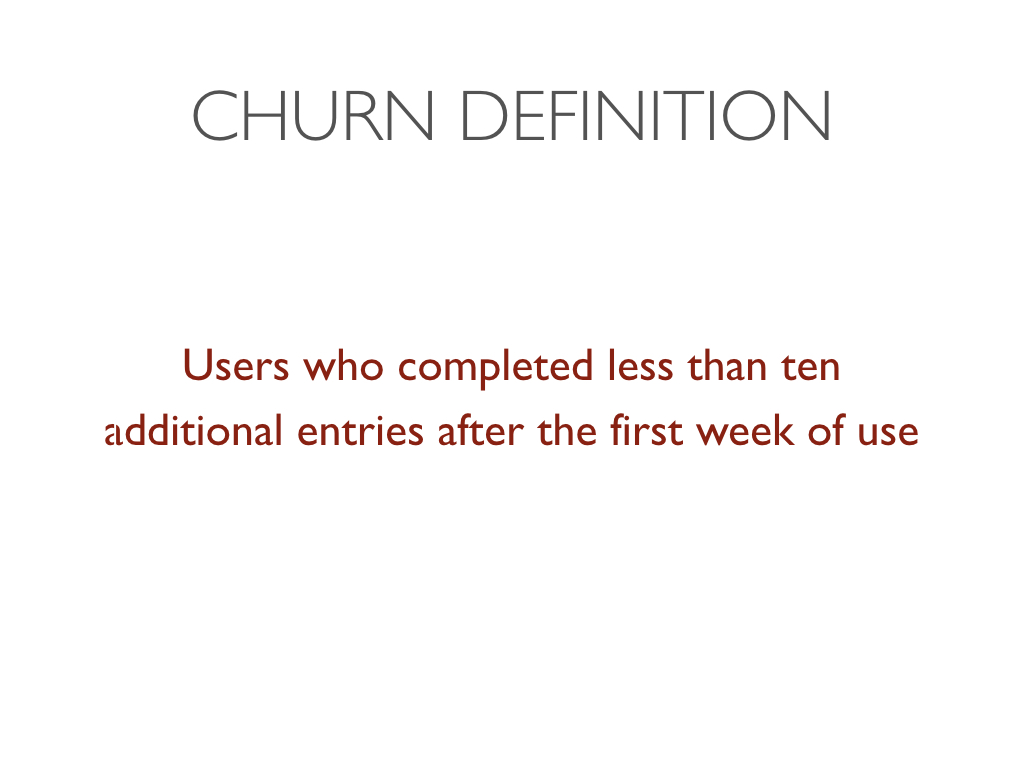 CHURN DEFINITION
Users who completed less than ten
additional entries after the first week of use